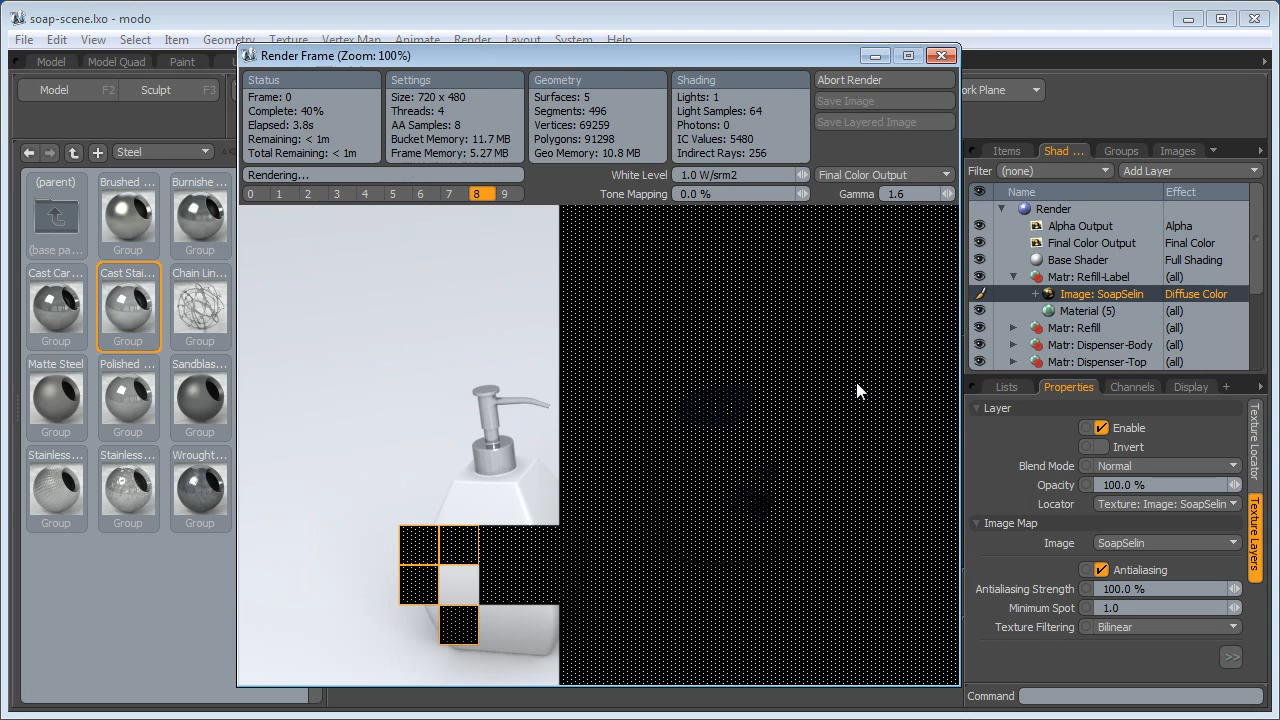 soap-scene.lxo - modo
File Edit View Select Item Geometry Texture Vertex Map Animate Render Layout System Help
Model Model Quad Paint
Model F2 Sculpt F3
Work Plane
Steel
(parent) Brushed ... Burnishe ...
(base pa... Group Group
Cast Car... Cast Stai... Chain Lin...
Group Group Group
Matte Steel Polished ... Sandblas...
Group Group Group
Stainless... Stainless... Wrought...
Group Group Group
Render Frame (Zoom: 100%)
Status
Frame: 0
Complete: 40%
Elapsed: 3.8s
Remaining: < 1m
Total Remaining: < 1m
Settings
Size: 720 x 480
Threads: 4
AA Samples: 8
Bucket Memory: 11.7 MB
Frame Memory: 5.27 MB
Geometry
Surfaces: 5
Segments: 496
Vertices: 69259
Polygons: 91298
Geo Memory: 10.8 MB
Shading
Lights: 1
Light Samples: 64
Photons: 0
IC Values: 5480
Indirect Rays: 256
Abort Render
Save Image
Save Layered Image
Rendering...
White Level 1.0 W/srm2 Final Color Output
0 1 3 4 5 6 7 8 9
Tone Mapping 0.0 % Gamma 1.6
Items Shad ... Groups Images
Filter (none) Add Layer
Name Effect
Render
Alpha Output Alpha
Final Color Output Final Color
Base Shader Full Shading
Matr: Refill-Label (all)
Image: SoapSelin Diffuse Color
Material (5) (all)
Matr: Refill (all)
Matr: Dispenser-Body (all)
Matr: Dispenser-Top (all)
Lists Properties Channels Display +
Layer
Enable
Invert
Blend Mode Normal
Opacity 100.0 %
Locator Texture: Image: SoapSelin
Image Map
Image SoapSelin
Antialiasing
Antialiasing Strength 100.0 %
Minimum Spot 1.0
Texture Filtering Bilinear
>>
Texture Locator
Texture Layers
Command